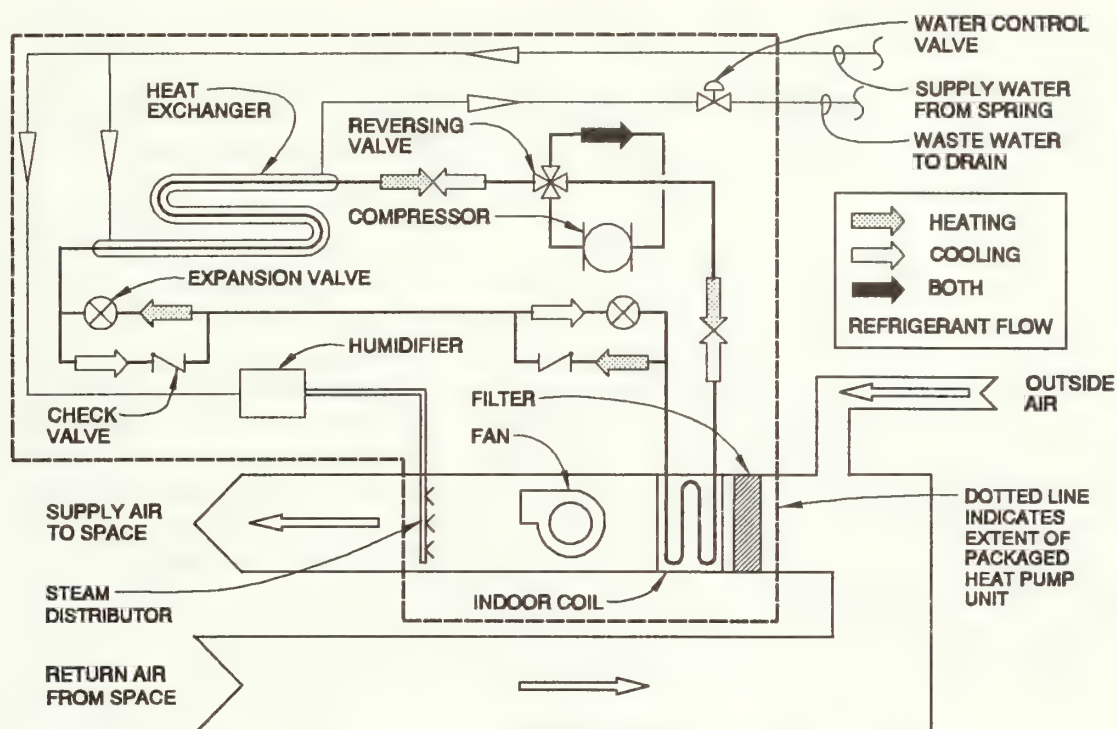 WATER CONTROL
VALVE
HEAT
EXCHANGER
SUPPLY WATER
FROM SPRING
REVERSING
VALVE
WASTE WATER
TO DRAIN
COMPRESSOR
HEATING
COOLING
BOTH
REFRIGERANT FLOW
EXPANSION VALVE
HUMIDIFIER
CHECK
VALVE
FILTER
FAN
OUTSIDE
AIR
SUPPLY AIR
TO SPACE
DOTTED LINE
INDICATES
EXTENT OF
PACKAGED
HEAT PUMP
UNIT
STEAM
DISTRIBUTOR
INDOOR COIL
RETURN AIR
FROM SPACE